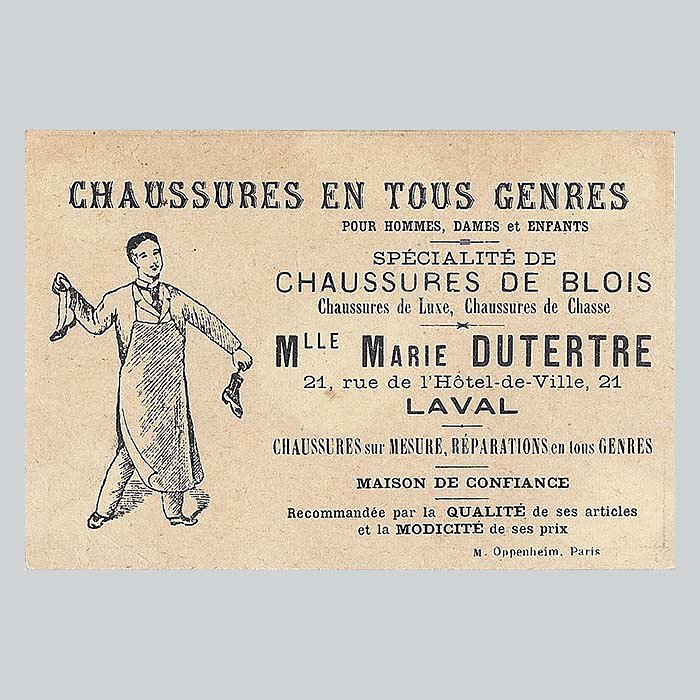 CHAUSSURES EN TOUS GENRES
POUR HOMMES, DAMES et ENFANTS
SPÉCIALITÉ DE
CHAUSSURES DE BLOIS
Chaussures de Luxe, Chaussures de Chasse
MLLE MARIE DUTERTRE
21, rue de l'Hôtel-de-Ville, 21
LAVAL
CHAUSSURES sur MESURE, RÉPARATIONS en tous GENRES
MAISON DE CONFIANCE
Recommandée par la QUALITÉ de ses articles
et la MODICITÉ de ses prix
M. Oppenheim, Paris